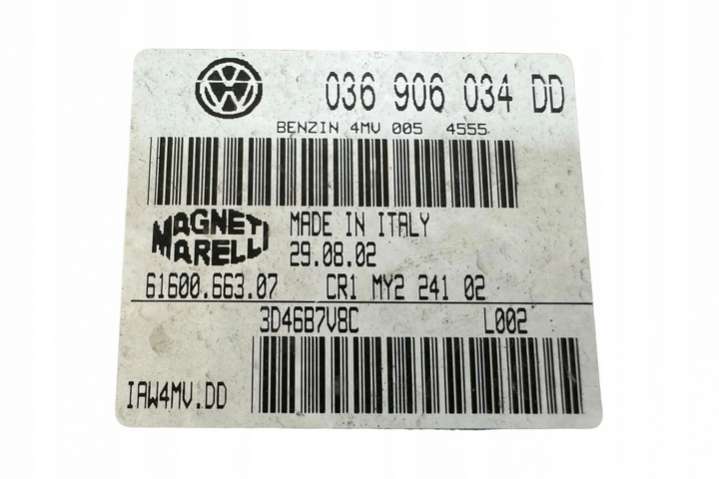 036 906 034 DD
BENZIN 4MV 005 4555
MAGNETI MARELLI
MADE IN ITALY
29.08.02
61600.663.07 CR1 MY2 241 02
3D46B7V8C L002
IAW4MV.DD